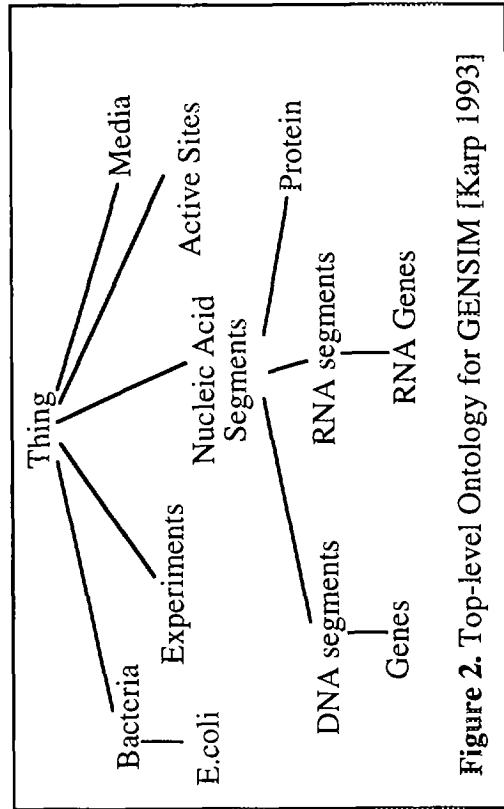 Thing
Bacteria
Media
E.coli
Experiments
Nucleic Acid
Segments
Active Sites
DNA segments
RNA segments
Protein
Genes
RNA Genes
Figure 2. Top-level Ontology for GENSIM [Karp 1993]